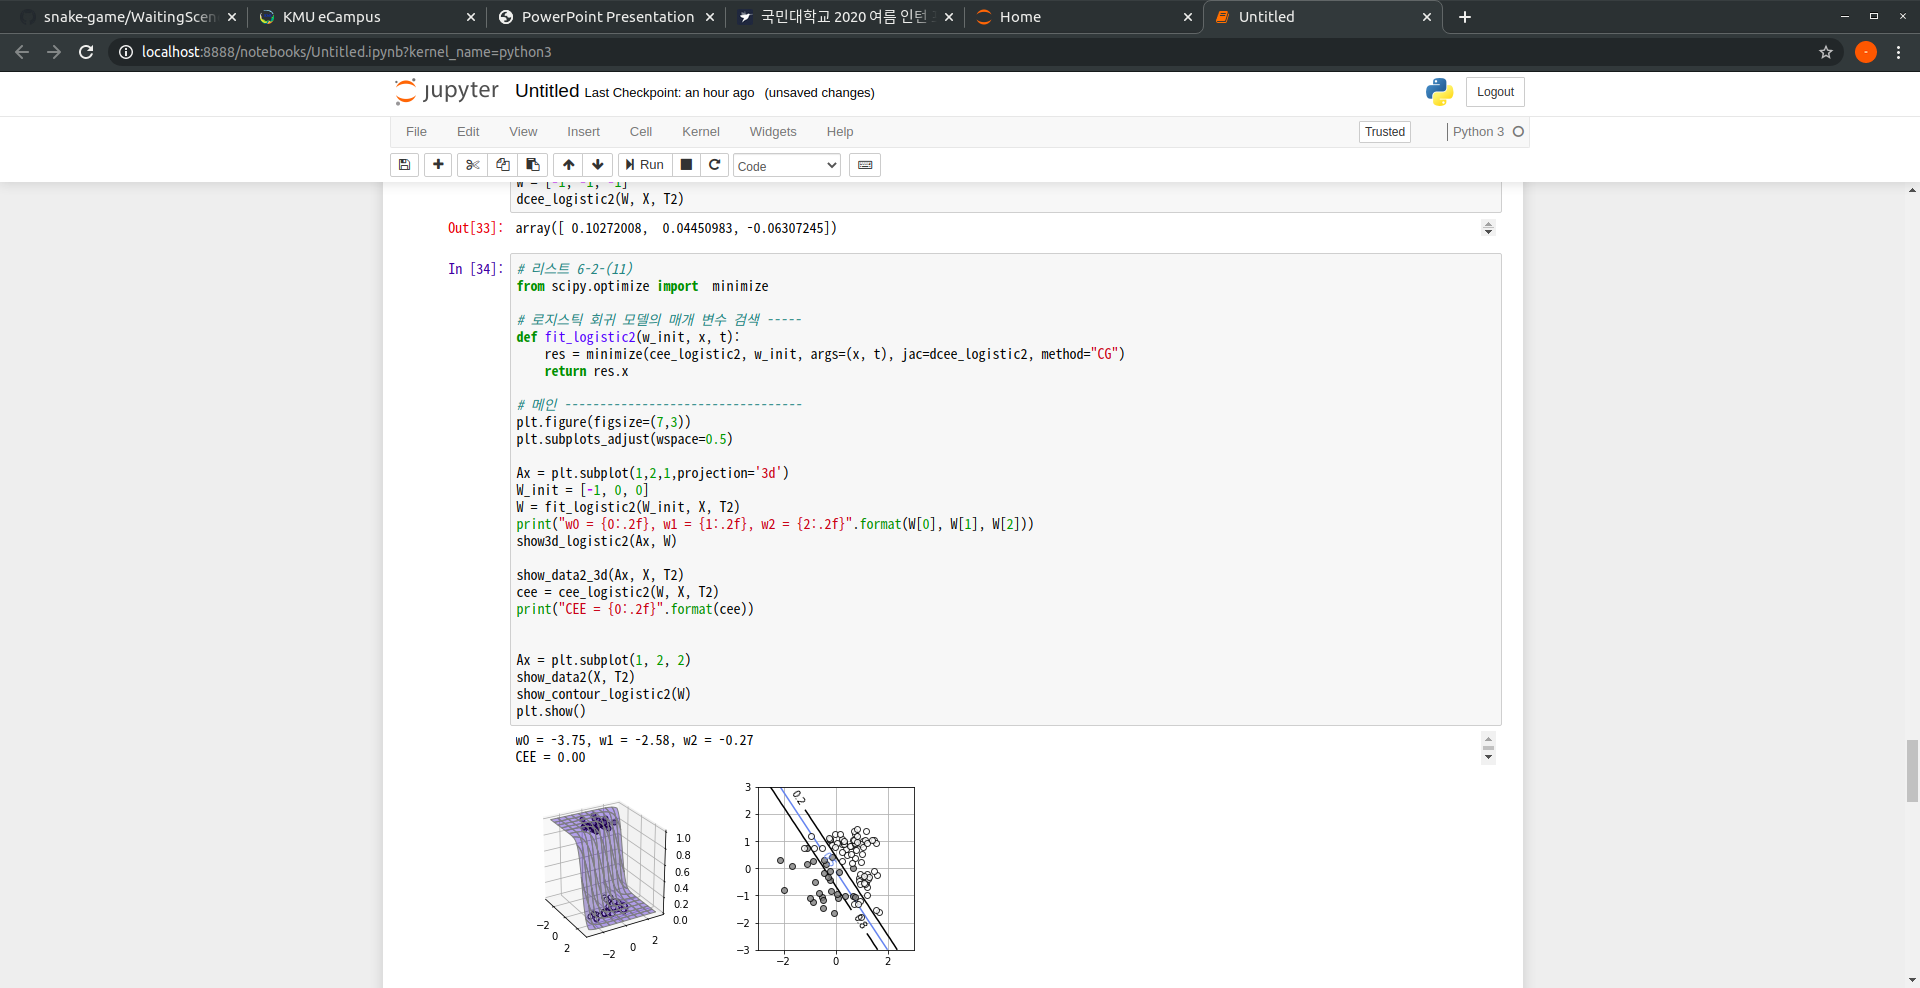 snake-game/WaitingScen
KMU eCampus
PowerPoint Presentation
국민대학교 2020 여름 인턴
Home
Untitled
localhost:8888/notebooks/Untitled.ipynb?kernel_name=python3
jupyter Untitled Last Checkpoint: an hour ago (unsaved changes)
Logout
File Edit View Insert Cell Kernel Widgets Help
Trusted
Python 3
Run
Code
W = [-1, -1, -1]
dcee_logistic2(W, X, T2)
Out[33]: array([ 0.10272008,  0.04450983, -0.06307245])
In [34]:
# 리스트 6-2-(11)
from scipy.optimize import  minimize
# 로지스틱 회귀 모델의 매개 변수 검색 -----
def fit_logistic2(w_init, x, t):
    res = minimize(cee_logistic2, w_init, args=(x, t), jac=dcee_logistic2, method="CG")
    return res.x
# 메인 ----------------------------------
plt.figure(figsize=(7,3))
plt.subplots_adjust(wspace=0.5)
Ax = plt.subplot(1,2,1,projection='3d')
W_init = [-1, 0, 0]
W = fit_logistic2(W_init, X, T2)
print("w0 = {0:.2f}, w1 = {1:.2f}, w2 = {2:.2f}".format(W[0], W[1], W[2]))
show3d_logistic2(Ax, W)
show_data2_3d(Ax, X, T2)
cee = cee_logistic2(W, X, T2)
print("CEE = {0:.2f}".format(cee))
Ax = plt.subplot(1, 2, 2)
show_data2(X, T2)
show_contour_logistic2(W)
plt.show()
w0 = -3.75, w1 = -2.58, w2 = -0.27
CEE = 0.00
1.0
0.8
0.6
0.4
0.2
0.0
−2
0
2
−2
0
2
3
2
1
0
−1
−2
−3
−2 0 2
0.2
0.8